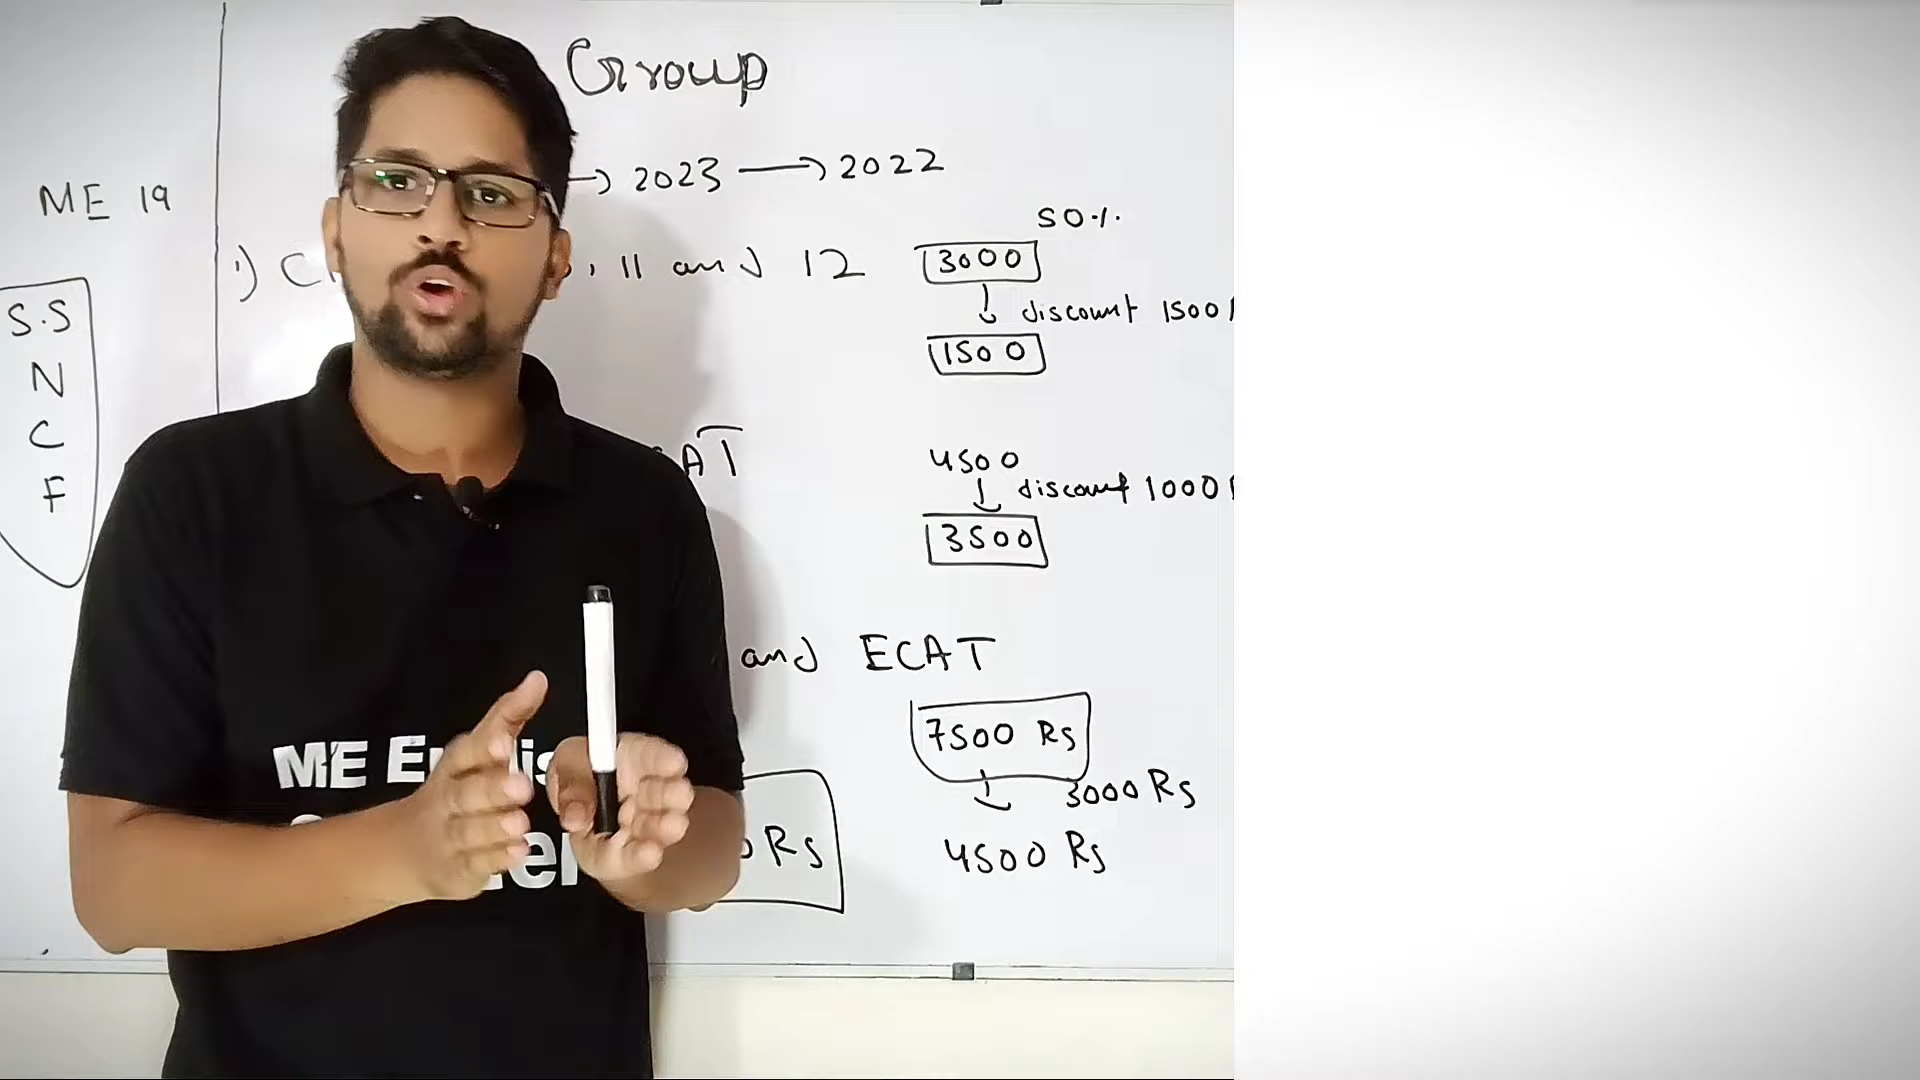 Group
→ 2023 → 2022
ME 19
50%
1) , 11 and 12
3000
discount 1500
1500
S.S
N
C
F
AT
4500
discount 1000
3500
and ECAT
7500 Rs
3000 Rs
4500 Rs
Rs
ME